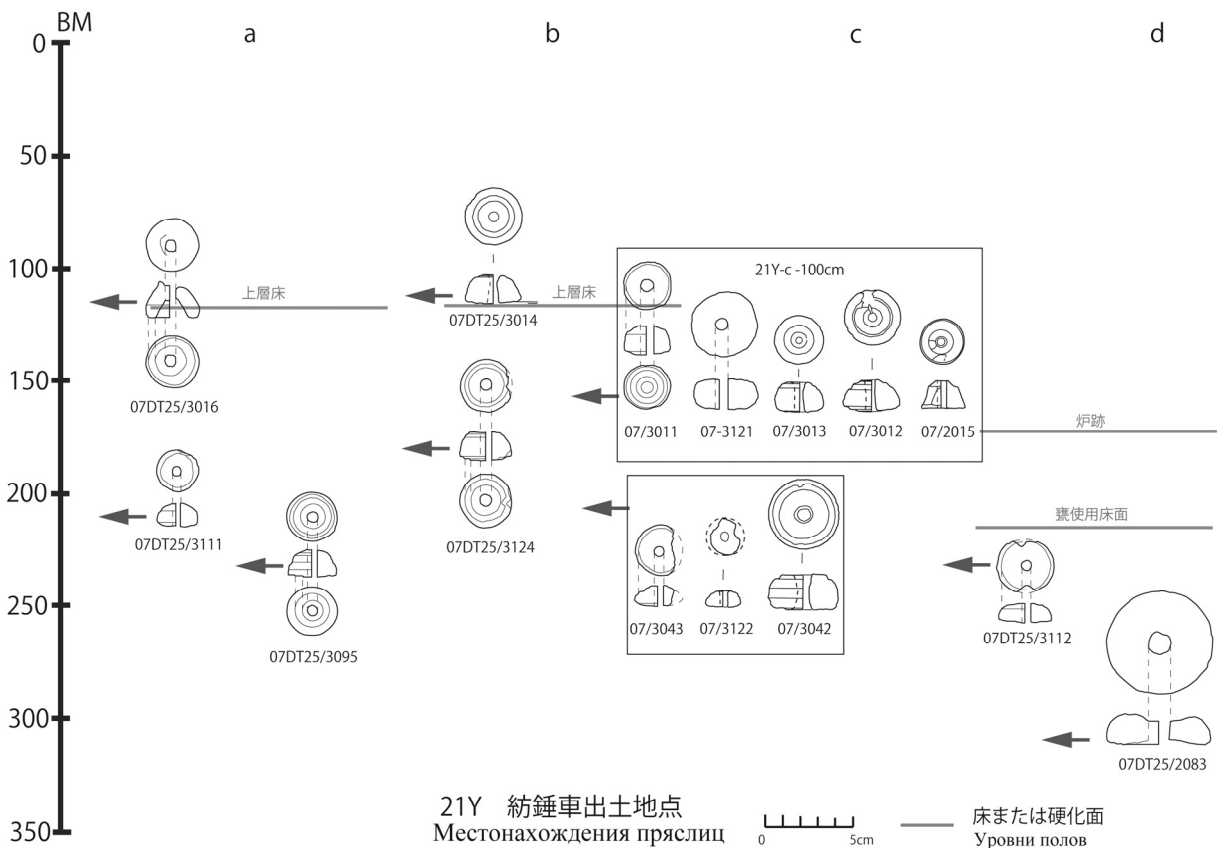 BM
a
b
c
d
0
50
100
150
200
250
300
350
上層床
07DT25/3016
07DT25/3111
07DT25/3095
上層床
07DT25/3014
07DT25/3124
21Y-c -100cm
07/3011
07-3121
07/3013
07/3012
07/2015
07/3043
07/3122
07/3042
炉跡
甕使用床面
07DT25/3112
07DT25/2083
21Y　紡錘車出土地点
Местонахождения пряслиц
0
5cm
床または硬化面
Уровни полов